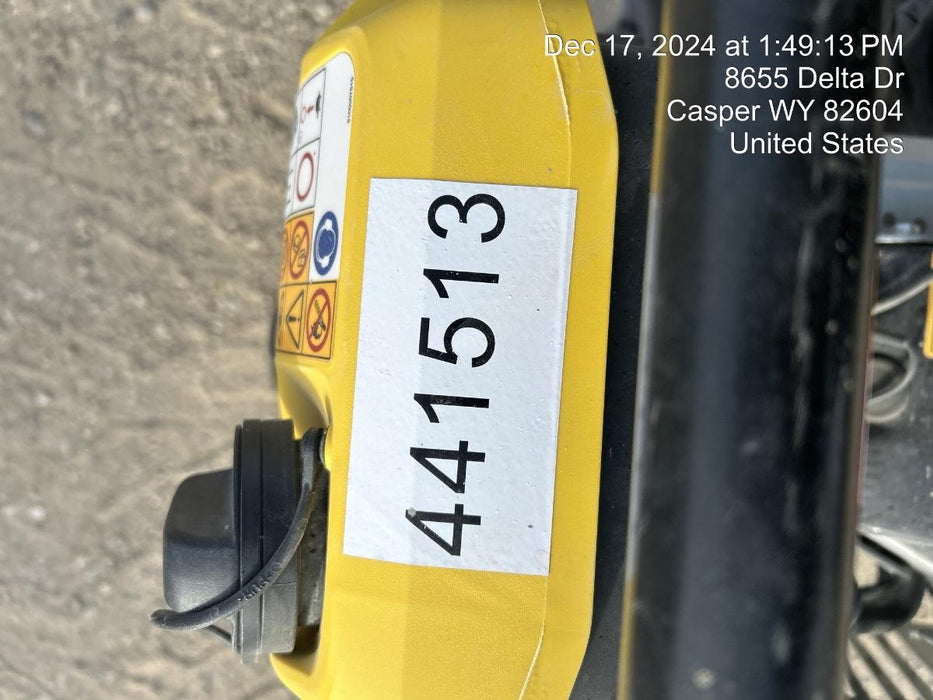 Dec 17, 2024 at 1:49:13 PM
8655 Delta Dr
Casper WY 82604
United States
441513